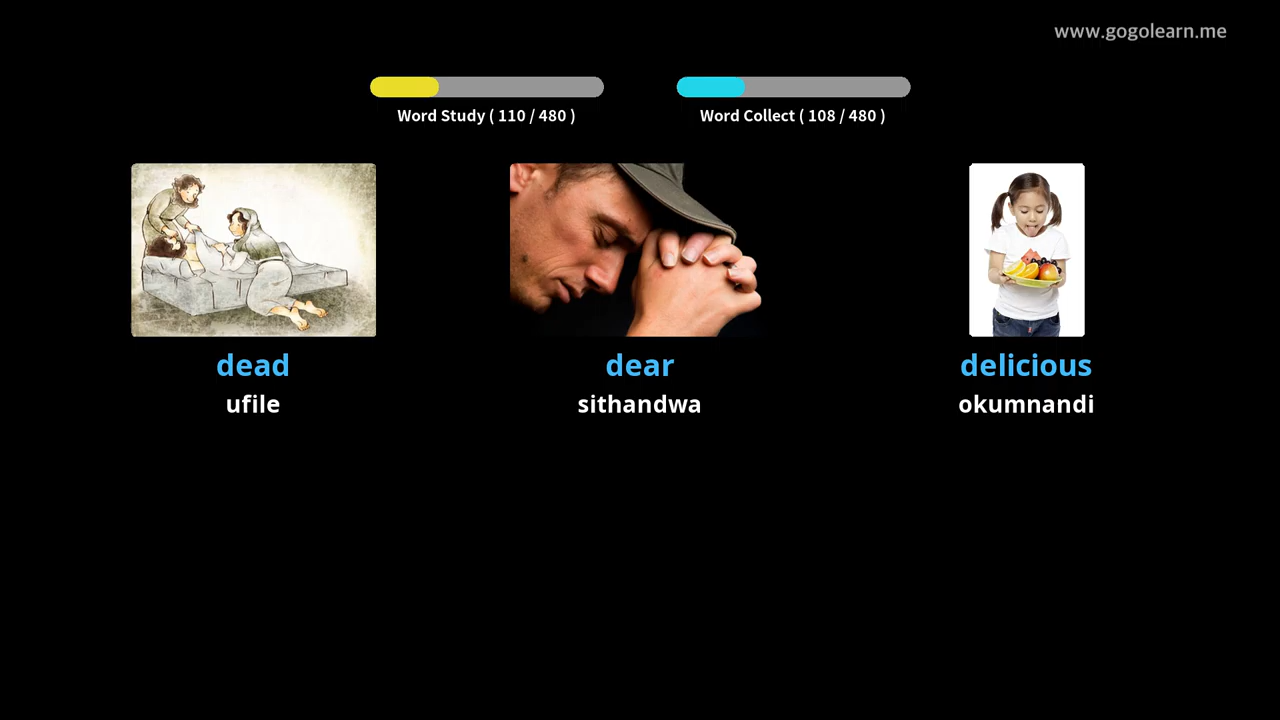 www.gogolearn.me
Word Study ( 110 / 480 )
Word Collect ( 108 / 480 )
dead
ufile
dear
sithandwa
delicious
okumnandi